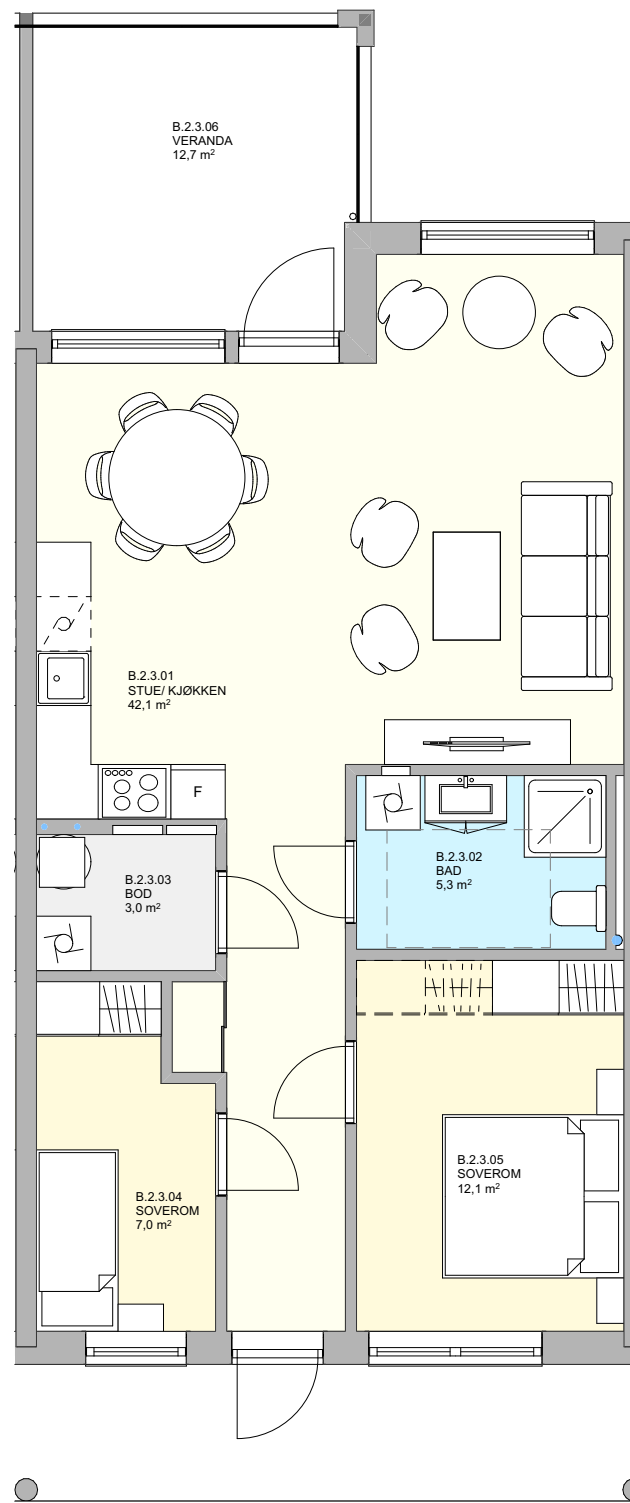 B.2.3.06
VERANDA
12,7 m²
B.2.3.01
STUE/ KJØKKEN
42,1 m²
F
B.2.3.03
BOD
3,0 m²
B.2.3.02
BAD
5,3 m²
B.2.3.04
SOVEROM
7,0 m²
B.2.3.05
SOVEROM
12,1 m²